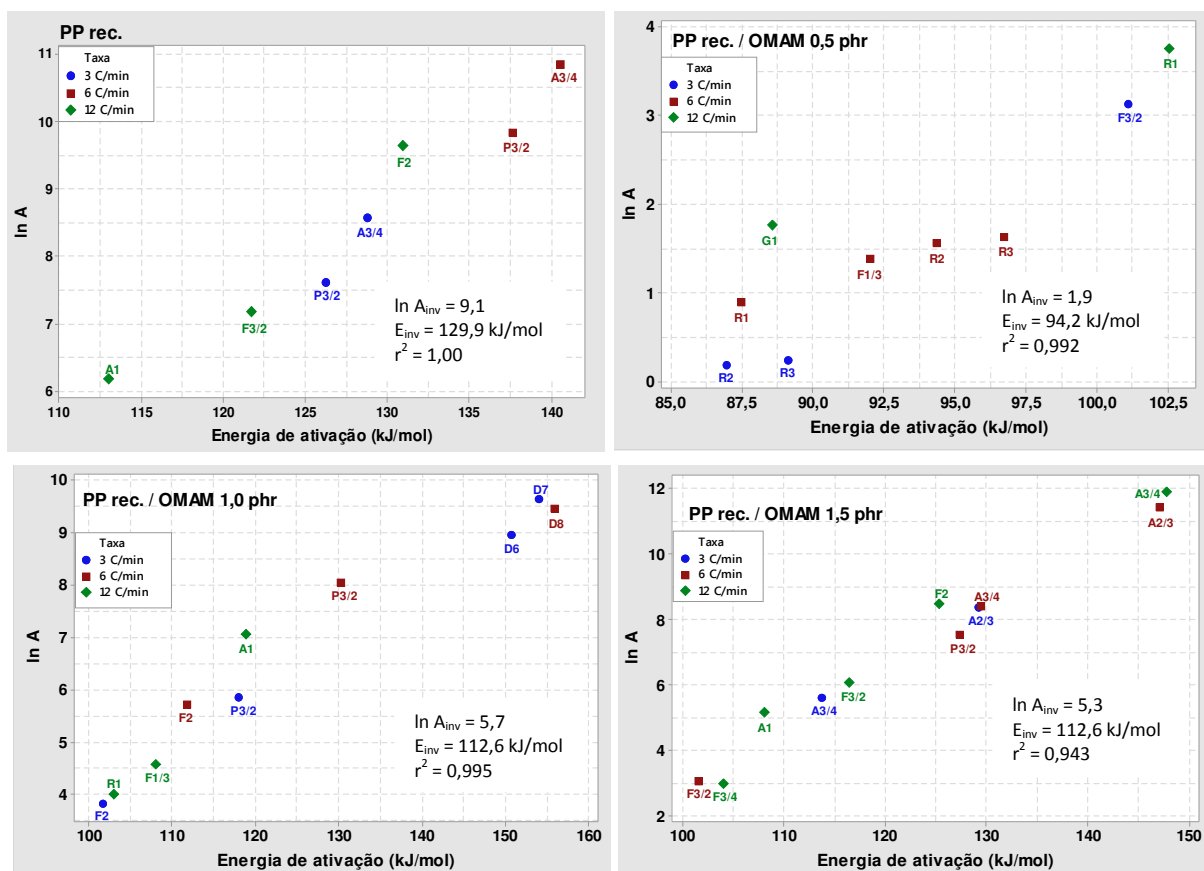 PP rec.
Taxa
3 C/min
6 C/min
12 C/min
ln A
11
10
9
8
7
6
A3/4
P3/2
F2
A3/4
P3/2
F3/2
A1
ln A inv = 9,1
E inv = 129,9 kJ/mol
r2 = 1,00
110 115 120 125 130 135 140
Energia de ativação (kJ/mol)
PP rec. / OMAM 0,5 phr
Taxa
3 C/min
6 C/min
12 C/min
ln A
4
3
2
1
0
R1
F3/2
G1
R3
R2
F1/3
R1
R2
R3
ln A inv = 1,9
E inv = 94,2 kJ/mol
r2 = 0,992
85,0 87,5 90,0 92,5 95,0 97,5 100,0 102,5
Energia de ativação (kJ/mol)
PP rec. / OMAM 1,0 phr
Taxa
3 C/min
6 C/min
12 C/min
ln A
10
9
8
7
6
5
4
D7
D8
D6
P3/2
A1
P3/2
F2
F1/3
R1
F2
ln A inv = 5,7
E inv = 112,6 kJ/mol
r2 = 0,995
100 110 120 130 140 150 160
Energia de ativação (kJ/mol)
PP rec. / OMAM 1,5 phr
Taxa
3 C/min
6 C/min
12 C/min
ln A
12
10
8
6
4
2
A3/4
A2/3
F2
A3/4
A2/3
P3/2
F3/2
A3/4
A1
F3/2
F3/4
ln A inv = 5,3
E inv = 112,6 kJ/mol
r2 = 0,943
100 110 120 130 140 150
Energia de ativação (kJ/mol)